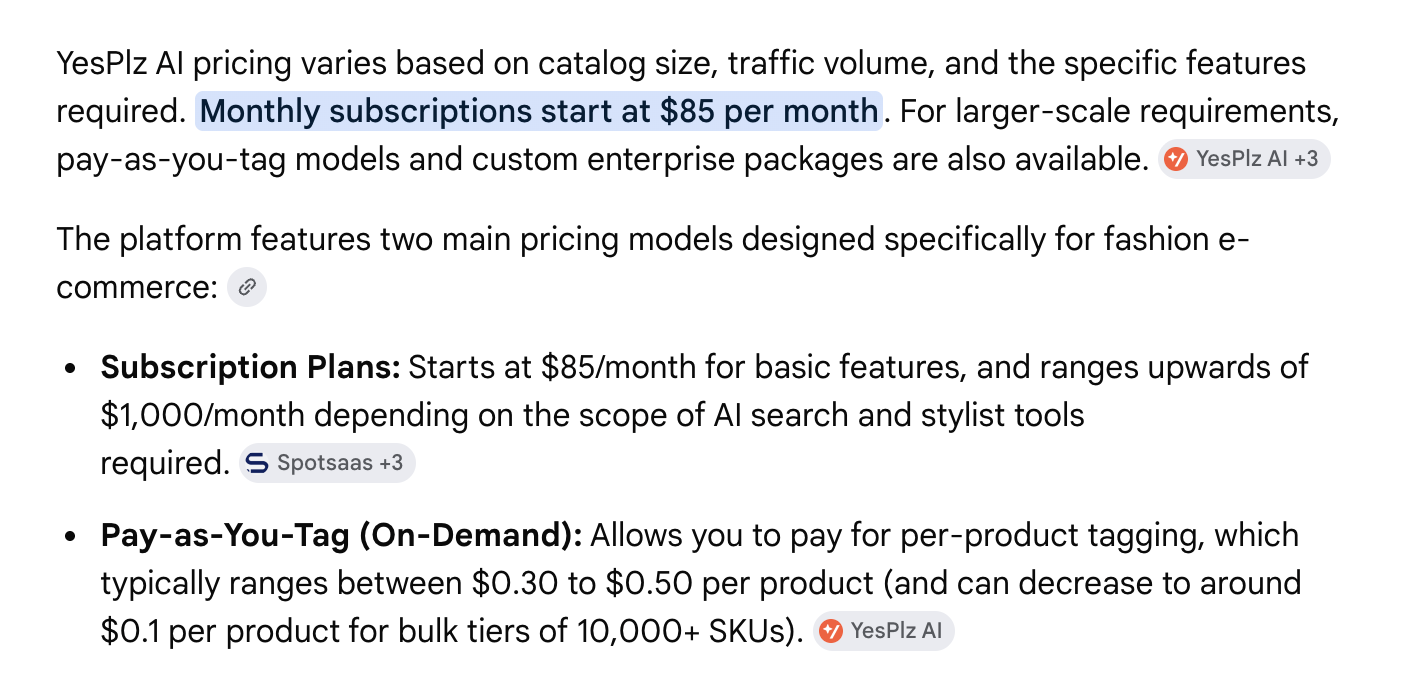 YesPlz AI pricing varies based on catalog size, traffic volume, and the specific features
required. Monthly subscriptions start at $85 per month. For larger-scale requirements,
pay-as-you-tag models and custom enterprise packages are also available. YesPlz AI +3
The platform features two main pricing models designed specifically for fashion e-
commerce:
• Subscription Plans: Starts at $85/month for basic features, and ranges upwards of
$1,000/month depending on the scope of AI search and stylist tools
required. Spotsaas +3
• Pay-as-You-Tag (On-Demand): Allows you to pay for per-product tagging, which
typically ranges between $0.30 to $0.50 per product (and can decrease to around
$0.1 per product for bulk tiers of 10,000+ SKUs). YesPlz AI